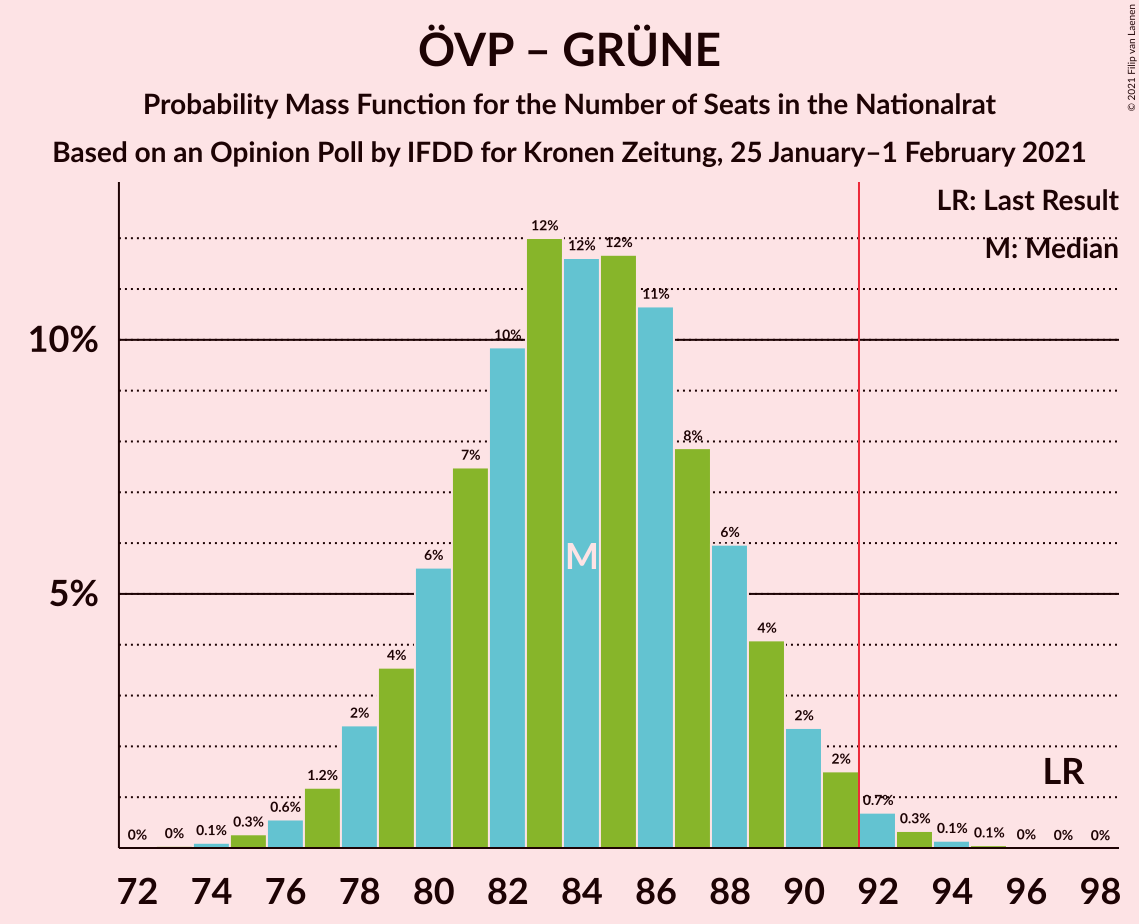 ÖVP – GRÜNE
Probability Mass Function for the Number of Seats in the Nationalrat
Based on an Opinion Poll by IFDD for Kronen Zeitung, 25 January–1 February 2021
© 2021 Filip van Laenen
LR: Last Result
M: Median
10%
5%
0% 0% 0.1% 0.3% 0.6% 1.2% 2% 4% 6% 7% 10% 12% 12% 12% 11% 8% 6% 4% 2% 2% 0.7% 0.3% 0.1% 0.1% 0% 0% 0%
M
LR
72 74 76 78 80 82 84 86 88 90 92 94 96 98